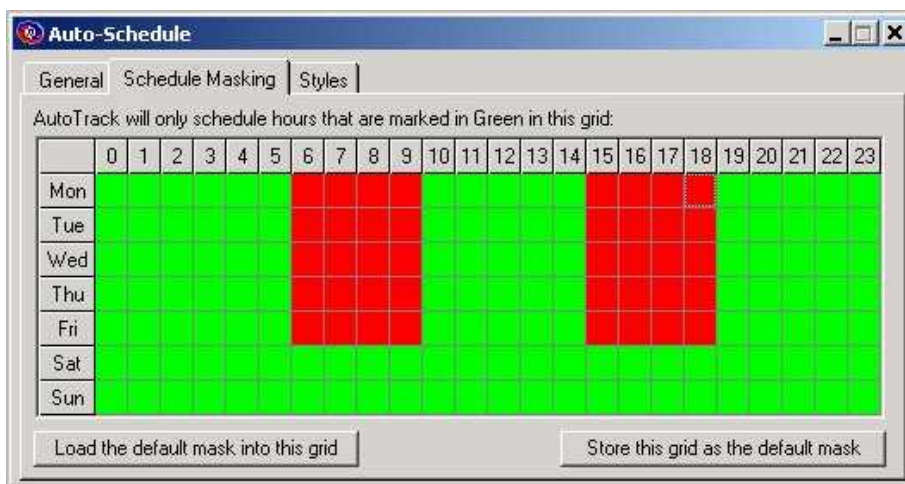 Auto-Schedule
General Schedule Masking Styles
AutoTrack will only schedule hours that are marked in Green in this grid:
0 1 2 3 4 5 6 7 8 9 10 11 12 13 14 15 16 17 18 19 20 21 22 23
Mon
Tue
Wed
Thu
Fri
Sat
Sun
Load the default mask into this grid Store this grid as the default mask